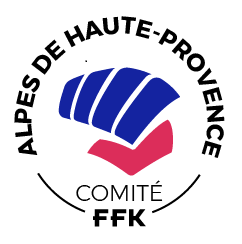 ALPES DE HAUTE-PROVENCE
COMITÉ
FFK